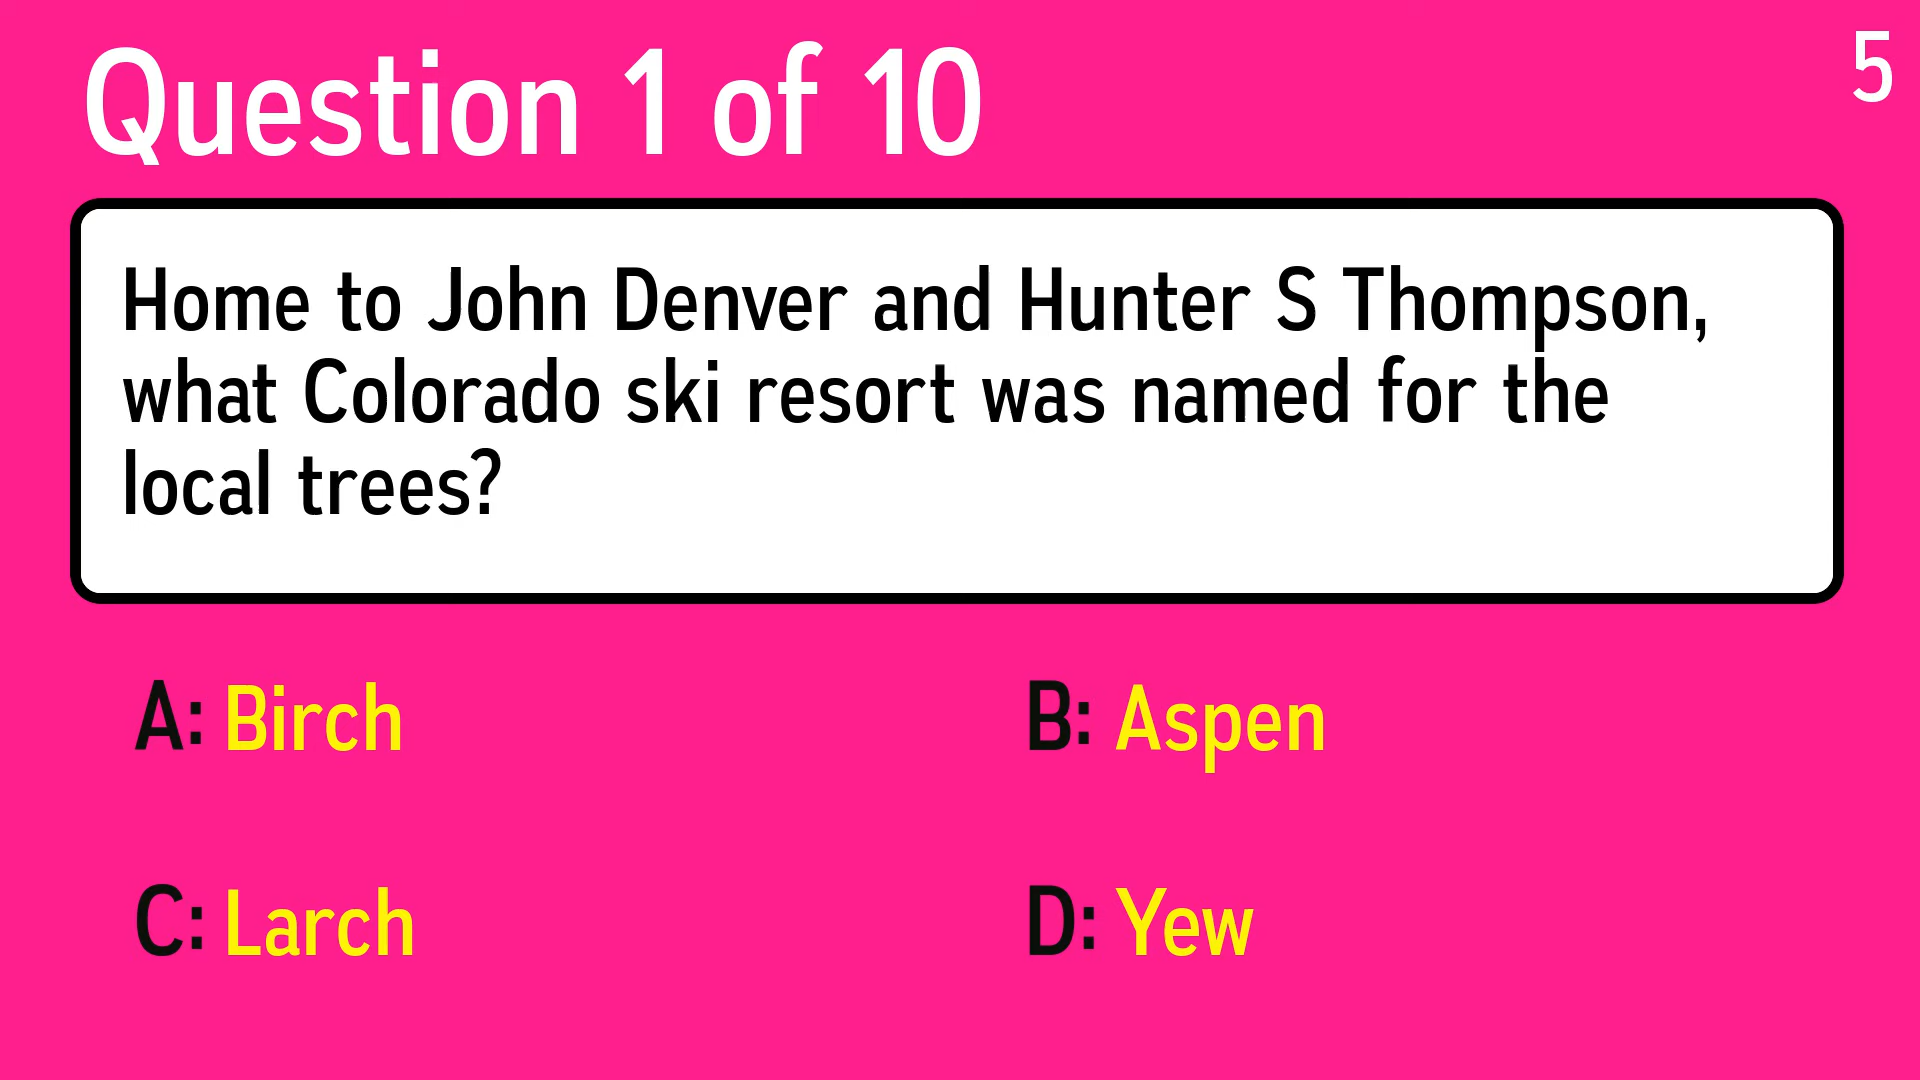 Question 1 of 10
5
Home to John Denver and Hunter S Thompson,
what Colorado ski resort was named for the
local trees?
A: Birch
B: Aspen
C: Larch
D: Yew